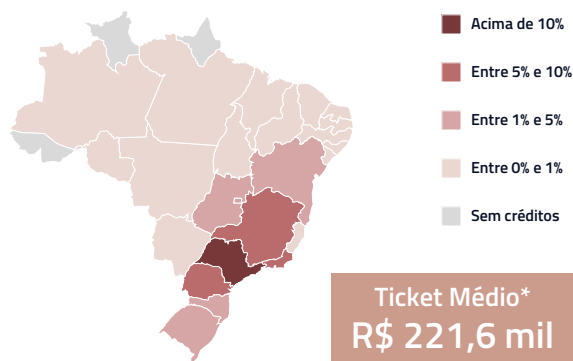 Acima de 10%
Entre 5% e 10%
Entre 1% e 5%
Entre 0% e 1%
Sem créditos
Ticket Médio*
R$ 221,6 mil